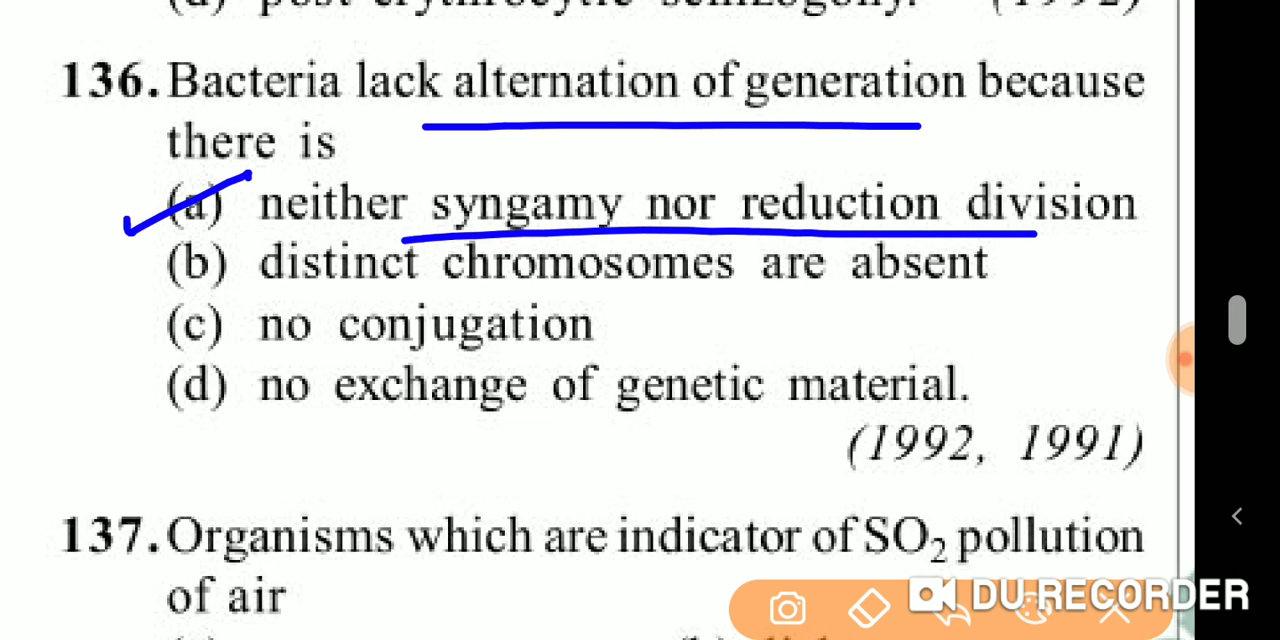 136. Bacteria lack alternation of generation because
there is
(a) neither syngamy nor reduction division
(b) distinct chromosomes are absent
(c) no conjugation
(d) no exchange of genetic material.
(1992, 1991)
137. Organisms which are indicator of SO₂ pollution
of air
DU RECORDER